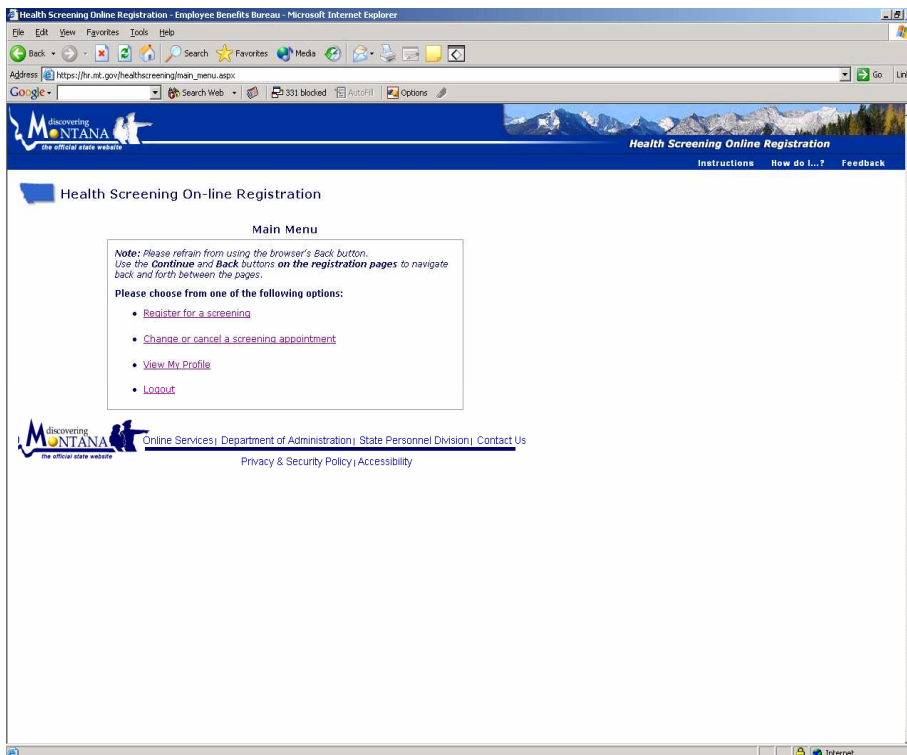 Health Screening Online Registration - Employee Benefits Bureau - Microsoft Internet Explorer
File Edit View Favorites Tools Help
Back Search Favorites Media
Address https://hr.mt.gov/healthscreening/main_menu.aspx Go Lin
Google Search Web 331 blocked AutoFill Options
discovering
MONTANA
the official state website
Health Screening Online Registration
Instructions How do I...? Feedback
Health Screening On-line Registration
Main Menu
Note: Please refrain from using the browser's Back button.
Use the Continue and Back buttons on the registration pages to navigate
back and forth between the pages.
Please choose from one of the following options:
• Register for a screening
• Change or cancel a screening appointment
• View My Profile
• Logout
discovering
MONTANA
the official state website
Online Services| Department of Administration| State Personnel Division| Contact Us
Privacy & Security Policy| Accessibility
Internet